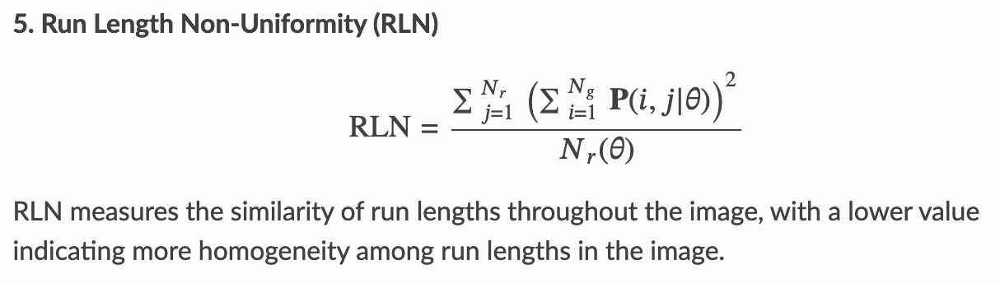 5. Run Length Non-Uniformity (RLN)
RLN = \frac{\sum_{j=1}^{N_r} \left( \sum_{i=1}^{N_g} \mathbf{P}(i, j|\theta) \right)^2}{N_r(\theta)}
RLN measures the similarity of run lengths throughout the image, with a lower value
indicating more homogeneity among run lengths in the image.